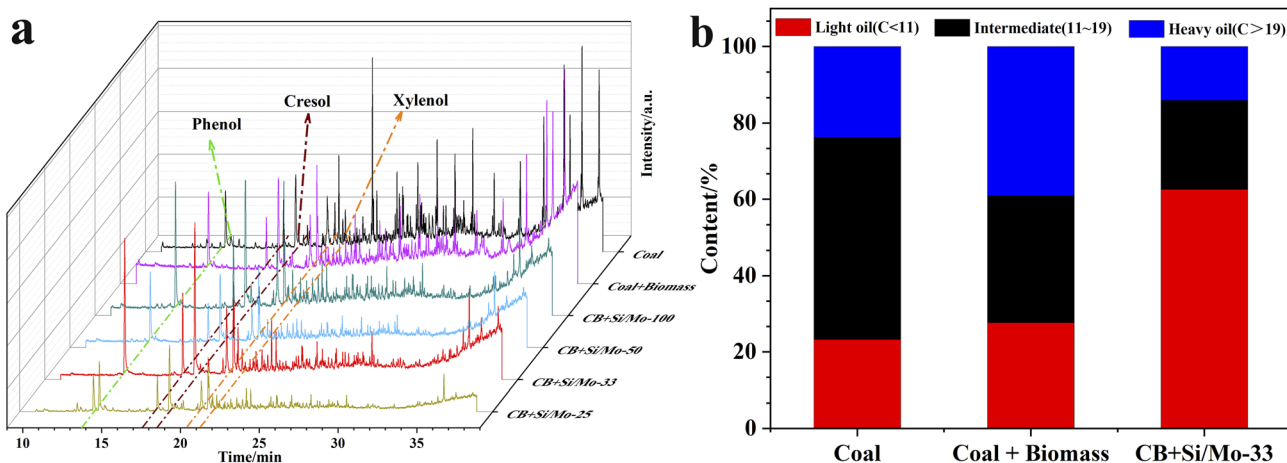 a
Phenol
Cresol
Xylenol
Intensity/a.u.
Coal
Coal+Biomass
CB+Si/Mo-100
CB+Si/Mo-50
CB+Si/Mo-33
CB+Si/Mo-25
10 15 20 25 30 35
Time/min
b
Light oil(C<11) Intermediate(11~19) Heavy oil(C>19)
100
80
60
40
20
0
Content/%
Coal Coal + Biomass CB+Si/Mo-33